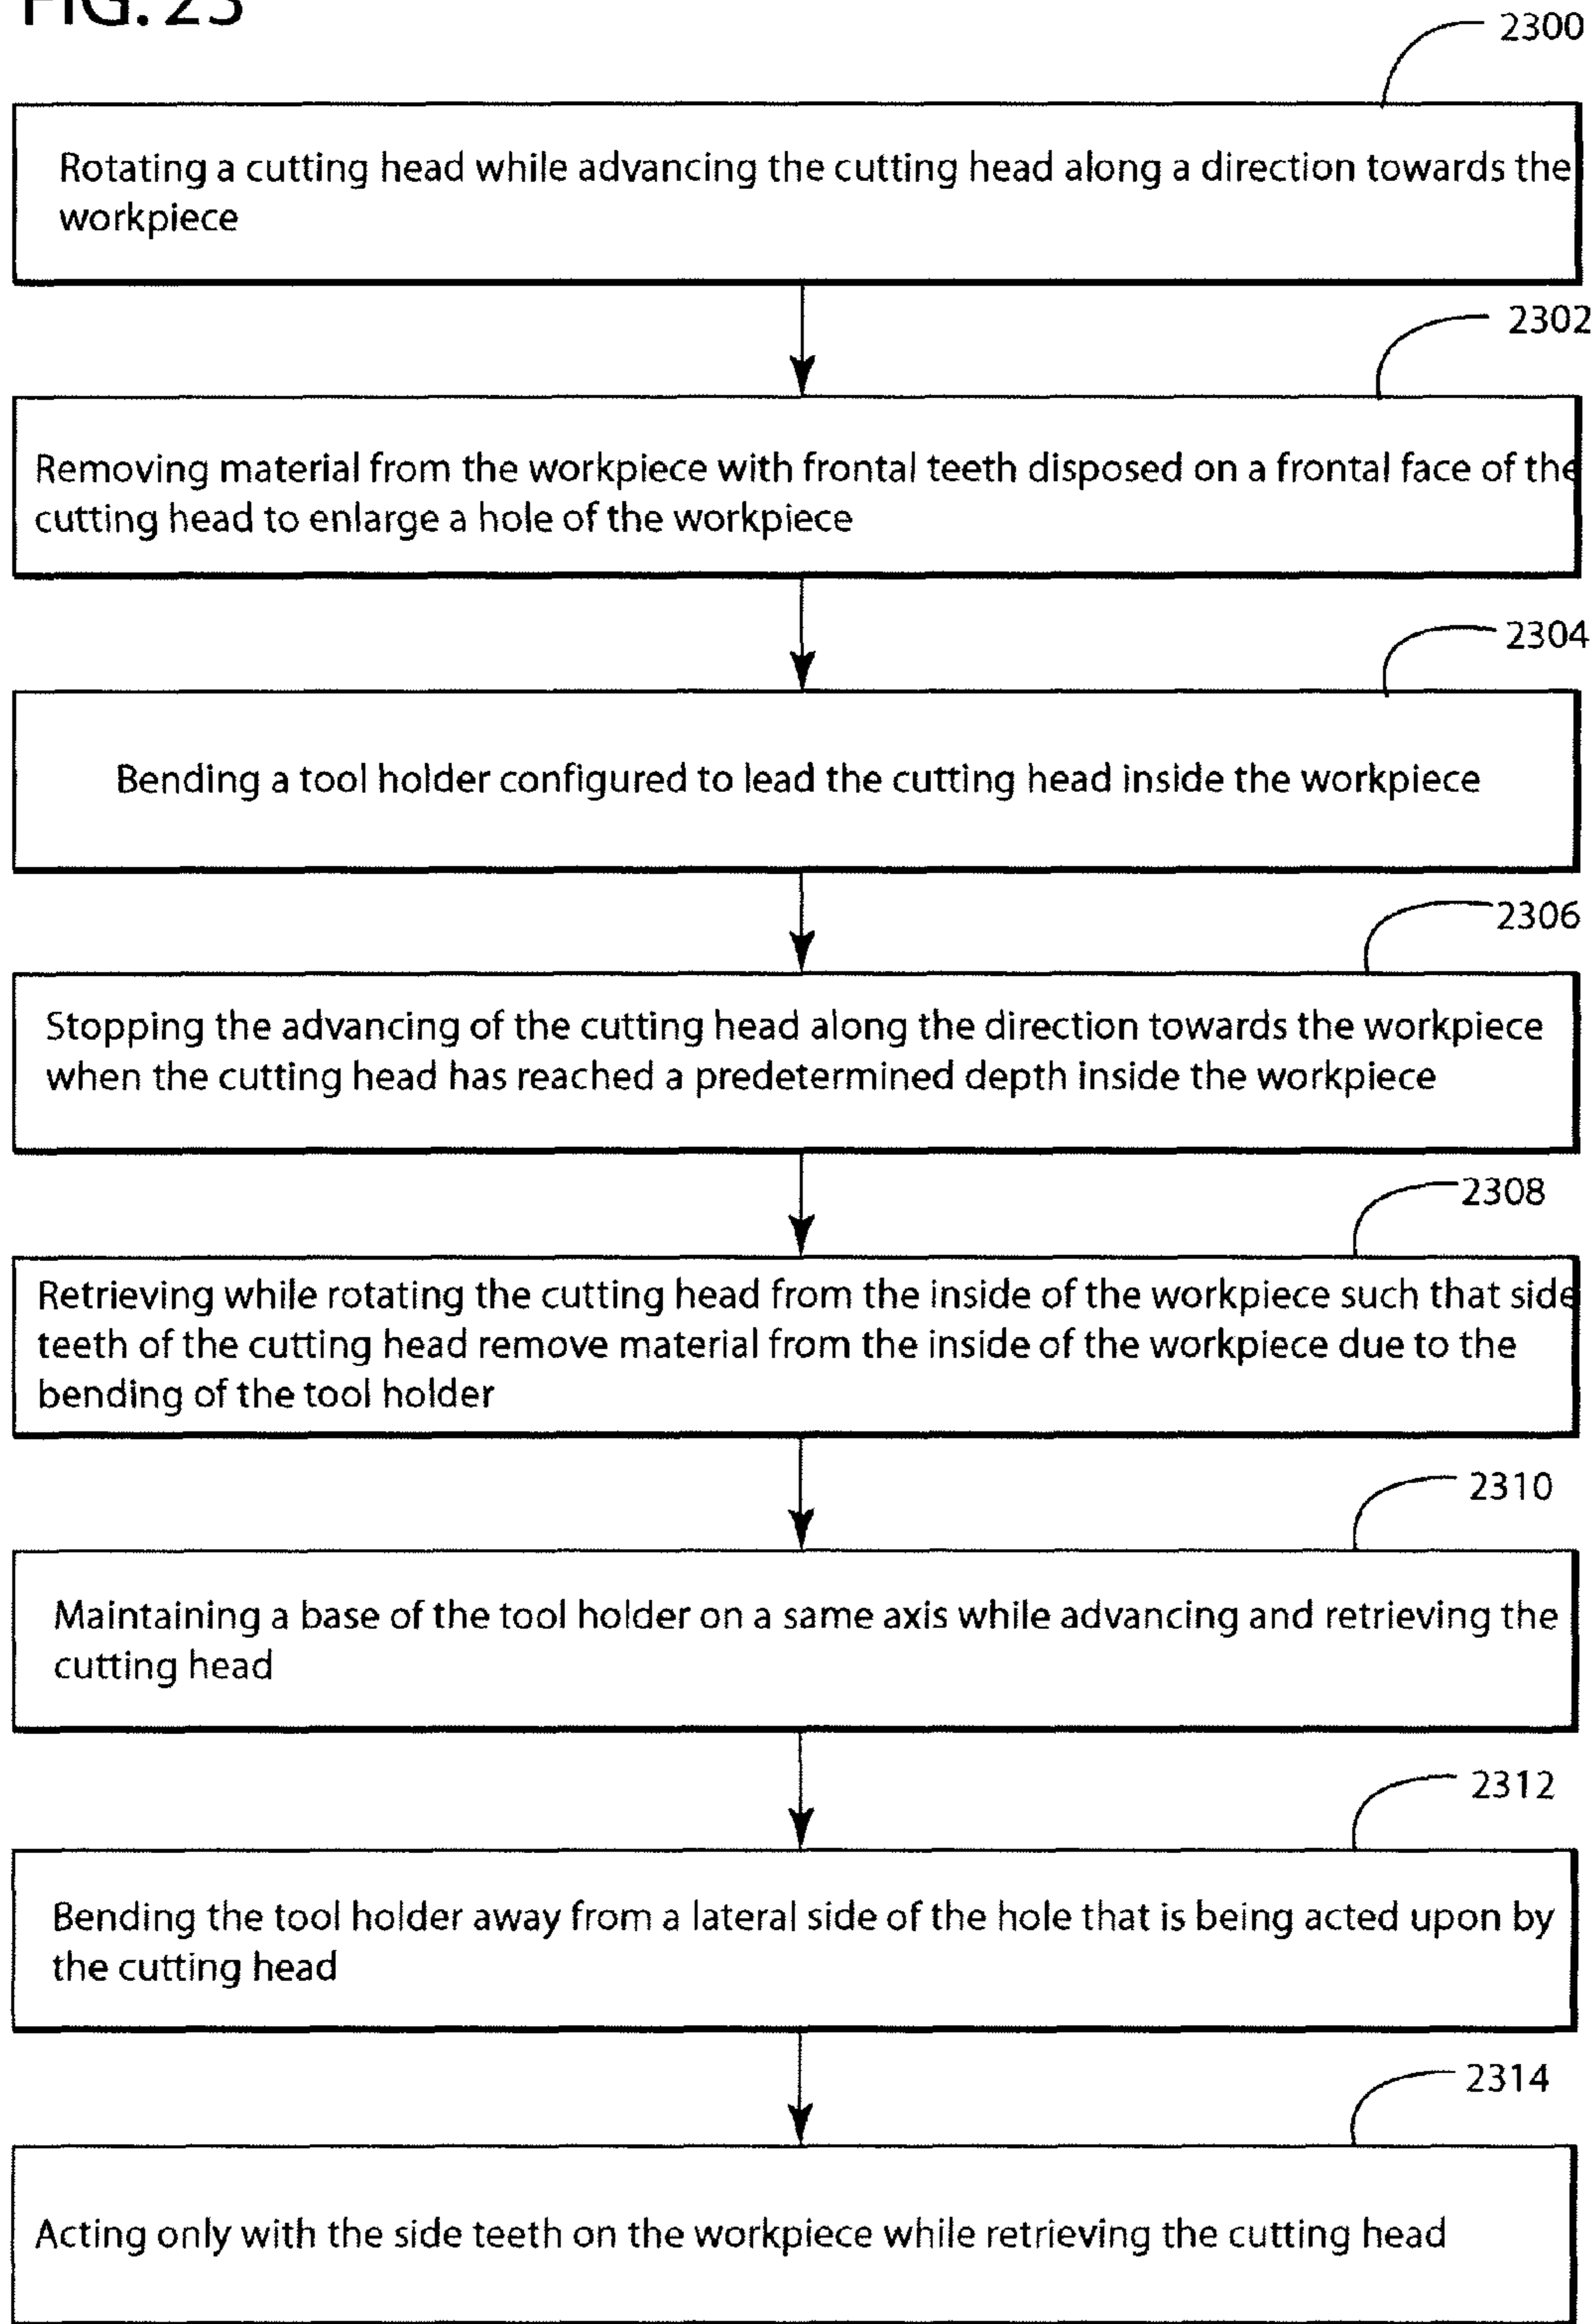 FIG. 23
2300
Rotating a cutting head while advancing the cutting head along a direction towards the
workpiece
2302
Removing material from the workpiece with frontal teeth disposed on a frontal face of the
cutting head to enlarge a hole of the workpiece
2304
Bending a tool holder configured to lead the cutting head inside the workpiece
2306
Stopping the advancing of the cutting head along the direction towards the workpiece
when the cutting head has reached a predetermined depth inside the workpiece
2308
Retrieving while rotating the cutting head from the inside of the workpiece such that side
teeth of the cutting head remove material from the inside of the workpiece due to the
bending of the tool holder
2310
Maintaining a base of the tool holder on a same axis while advancing and retrieving the
cutting head
2312
Bending the tool holder away from a lateral side of the hole that is being acted upon by
the cutting head
2314
Acting only with the side teeth on the workpiece while retrieving the cutting head